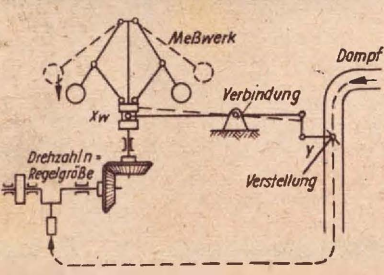 Meßwerk
Dampf
Verbindung
Xw
y
Drehzahl n =
Regelgröße
Verstellung